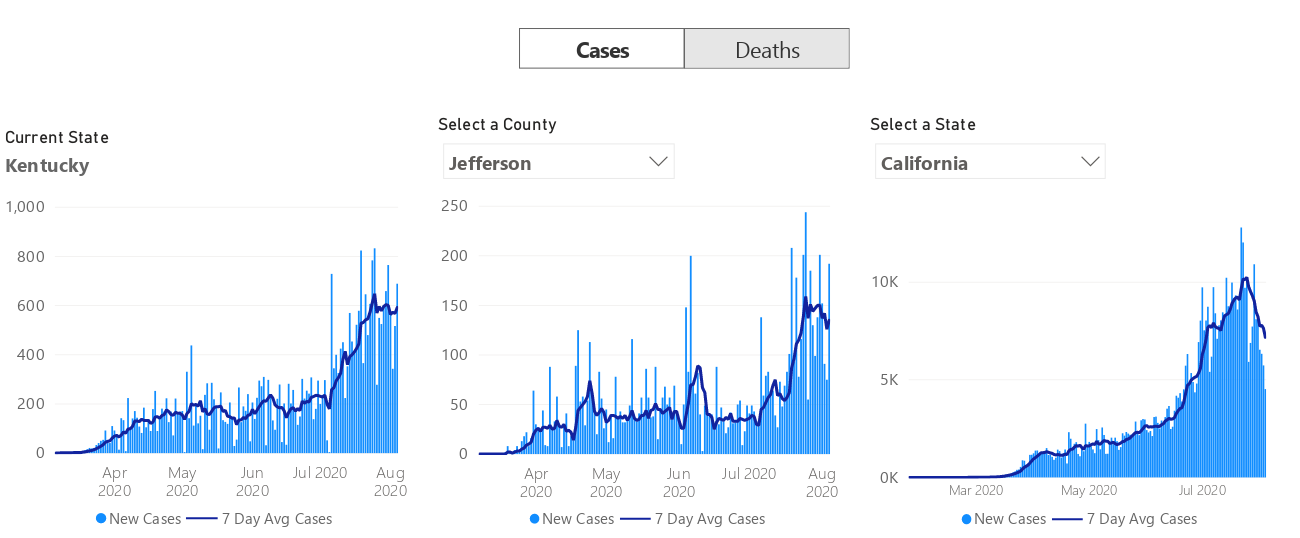 Cases Deaths
Current State
Kentucky
Select a County
Jefferson
Select a State
California
1,000
800
600
400
200
0
Apr 2020
May 2020
Jun 2020
Jul 2020
Aug 2020
New Cases 7 Day Avg Cases
250
200
150
100
50
0
Apr 2020
May 2020
Jun 2020
Jul 2020
Aug 2020
New Cases 7 Day Avg Cases
10K
5K
0K
Mar 2020 May 2020 Jul 2020
New Cases 7 Day Avg Cases